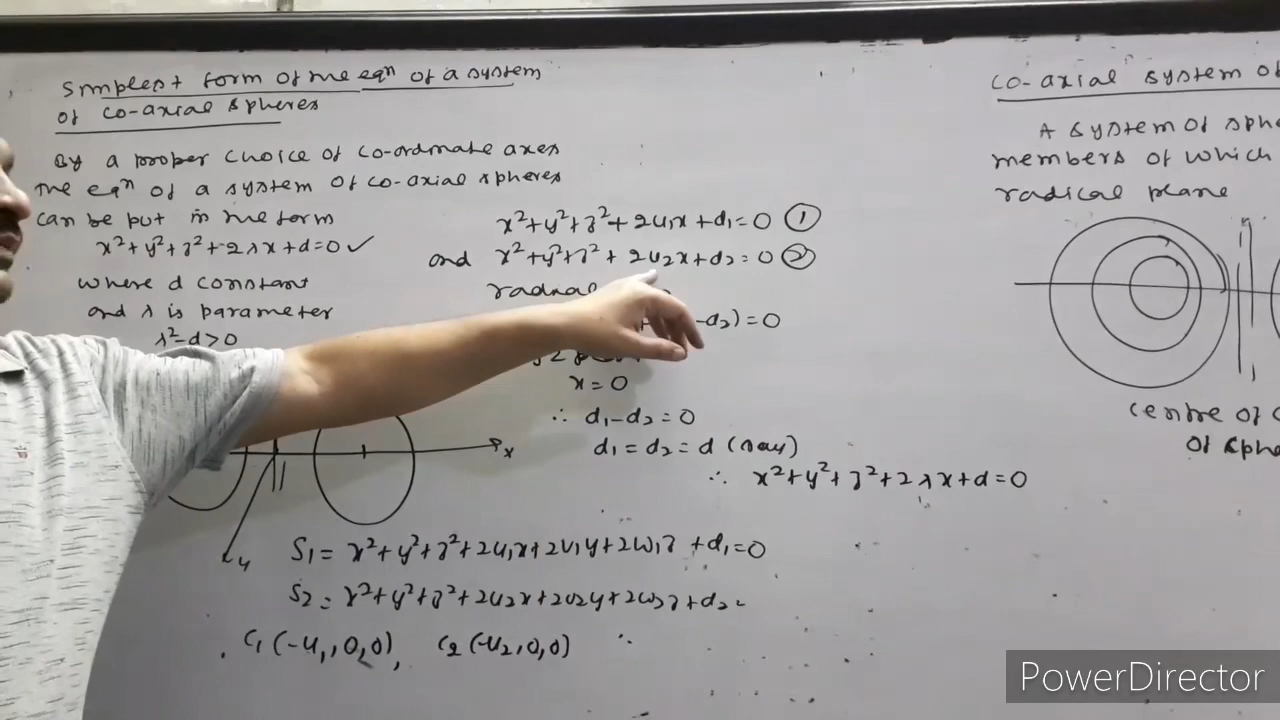 Simplest form of the eqn of a system
of co-axial spheres
By a proper choice of co-ordinate axes
the eqn of a system of co-axial spheres
can be put in the form
x²+y²+z²+2λx+d=0 ✓
where d constant
and λ is parameter
λ²-d>0
x
y
x²+y²+z²+2u₁x+d₁=0 ①
and x²+y²+z²+2u₂x+d₂=0 ②
-d₂)=0
x=0
∴ d₁-d₂=0
d₁=d₂=d (say)
∴ x²+y²+z²+2λx+d=0
S₁= x²+y²+z²+2u₁x+2v₁y+2w₁z+d₁=0
S₂= x²+y²+z²+2u₂x+2v₂y+2w₂z+d₂=
C₁(-u₁,0,0), C₂(-u₂,0,0) ∴
co-axial system of
A system of sphe
members of which
radical plane
centre of
of sphe
PowerDirector